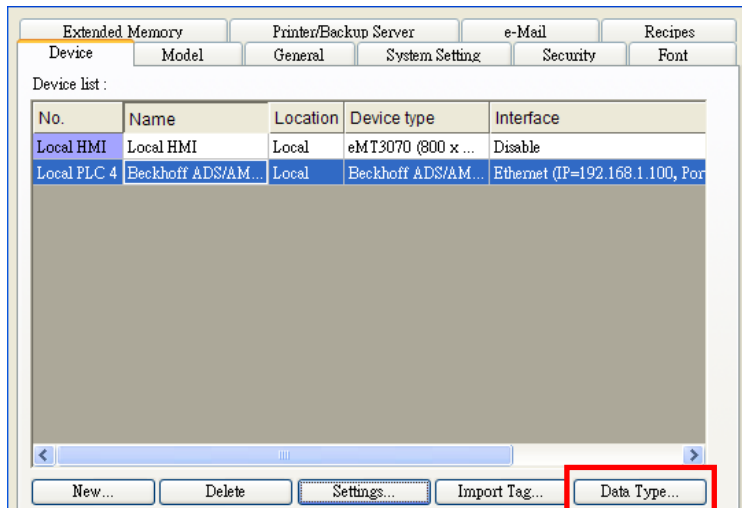 Extended Memory Printer/Backup Server e-Mail Recipes
Device Model General System Setting Security Font
Device list :
No. Name Location Device type Interface
Local HMI Local HMI Local eMT3070 (800 x ... Disable
Local PLC 4 Beckhoff ADS/AM... Local Beckhoff ADS/AM... Ethernet (IP=192.168.1.100, Por
New... Delete Settings... Import Tag... Data Type...